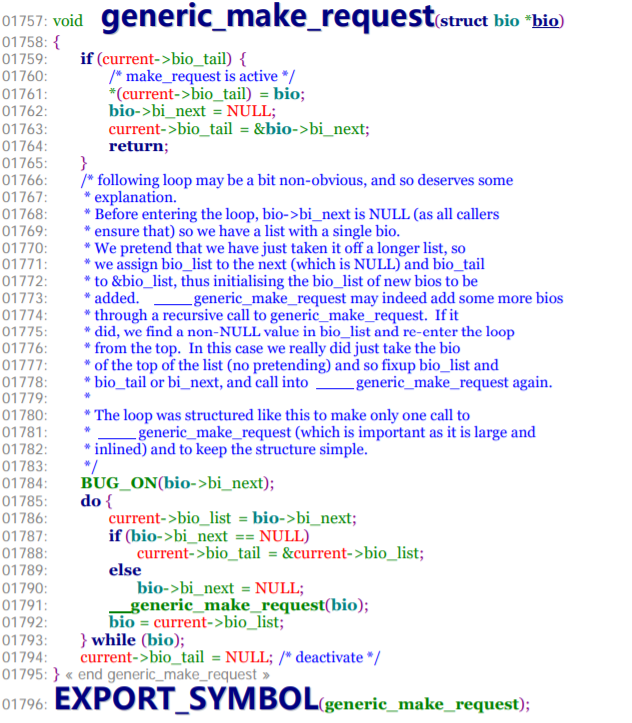 01757: void generic_make_request(struct bio *bio)
01758: {
01759: if (current->bio_tail) {
01760: /* make_request is active */
01761: *(current->bio_tail) = bio;
01762: bio->bi_next = NULL;
01763: current->bio_tail = &bio->bi_next;
01764: return;
01765: }
01766: /* following loop may be a bit non-obvious, and so deserves some
01767: * explanation.
01768: * Before entering the loop, bio->bi_next is NULL (as all callers
01769: * ensure that) so we have a list with a single bio.
01770: * We pretend that we have just taken it off a longer list, so
01771: * we assign bio_list to the next (which is NULL) and bio_tail
01772: * to &bio_list, thus initialising the bio_list of new bios to be
01773: * added. __generic_make_request may indeed add some more bios
01774: * through a recursive call to generic_make_request. If it
01775: * did, we find a non-NULL value in bio_list and re-enter the loop
01776: * from the top. In this case we really did just take the bio
01777: * of the top of the list (no pretending) and so fixup bio_list and
01778: * bio_tail or bi_next, and call into __generic_make_request again.
01779: *
01780: * The loop was structured like this to make only one call to
01781: * __generic_make_request (which is important as it is large and
01782: * inlined) and to keep the structure simple.
01783: */
01784: BUG_ON(bio->bi_next);
01785: do {
01786: current->bio_list = bio->bi_next;
01787: if (bio->bi_next == NULL)
01788: current->bio_tail = &current->bio_list;
01789: else
01790: bio->bi_next = NULL;
01791: __generic_make_request(bio);
01792: bio = current->bio_list;
01793: } while (bio);
01794: current->bio_tail = NULL; /* deactivate */
01795: } « end generic_make_request »
01796: EXPORT_SYMBOL(generic_make_request);